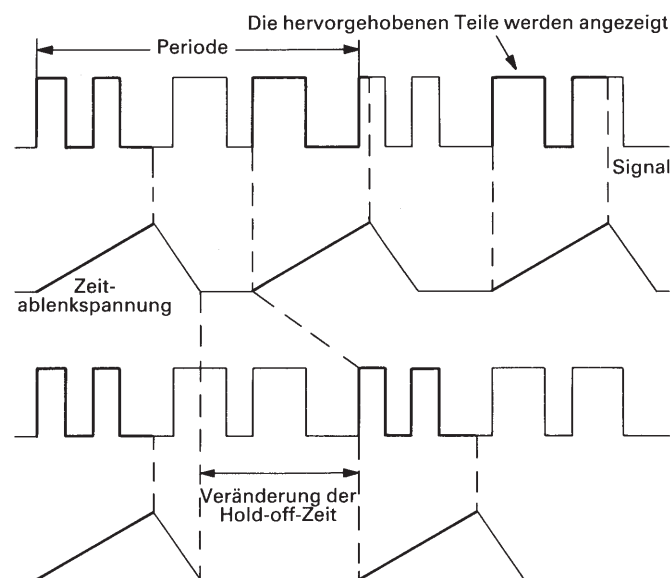 Die hervorgehobenen Teile werden angezeigt
Periode
Signal
Zeit-
ablenkspannung
Veränderung der
Hold-off-Zeit